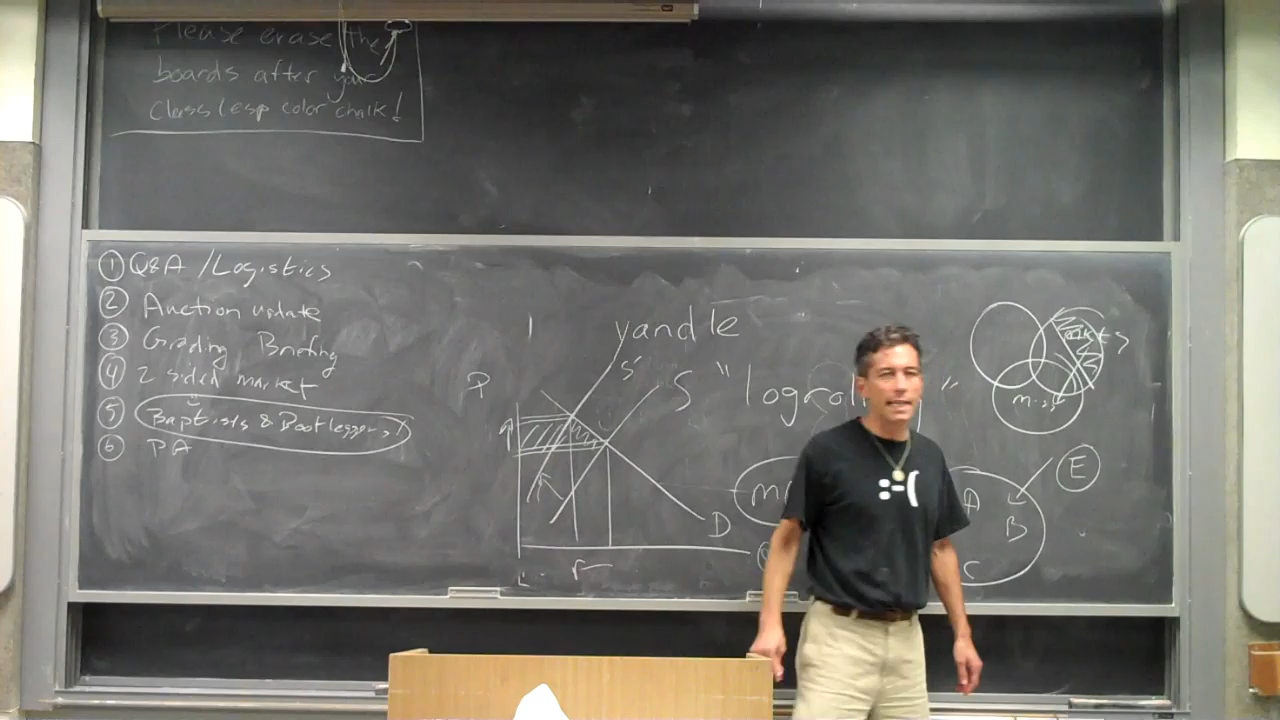 Please erase the
boards after your
class (esp color chalk!
① Q&A / Logistics
② Auction update
③ Grading Briefing
④ 2 sided market
⑤ Baptists & Bootleggers
⑥ PA
yandle
S'
P
S
"logrolling"
D
E
A
B
C
:-(